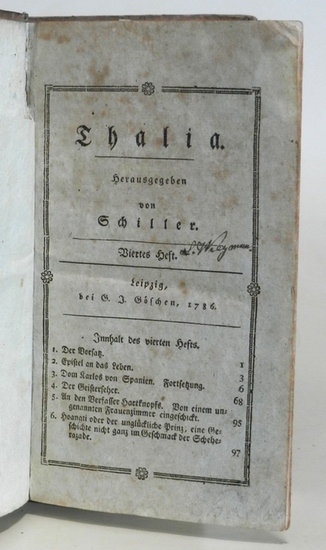 Thalia.
Herausgegeben
von
Schiller.
Viertes Heft.
Leipzig,
bei G. J. Göschen, 1786.
Innhalt des vierten Hefts.
1. Der Vorsatz. 1
2. Epistel an das Leben. 3
3. Dom Karlos von Spanien. Fortsetzung. 6
4. Der Geistersehrt. 68
5. An den Verfasser Hartknopfs. Von einem un-
genannten Frauenzimmer eingeschickt. 95
6. Hoangti oder der unglückliche Prinz, eine Ge-
schichte nicht ganz im Geschmack der Schehe-
razade. 97